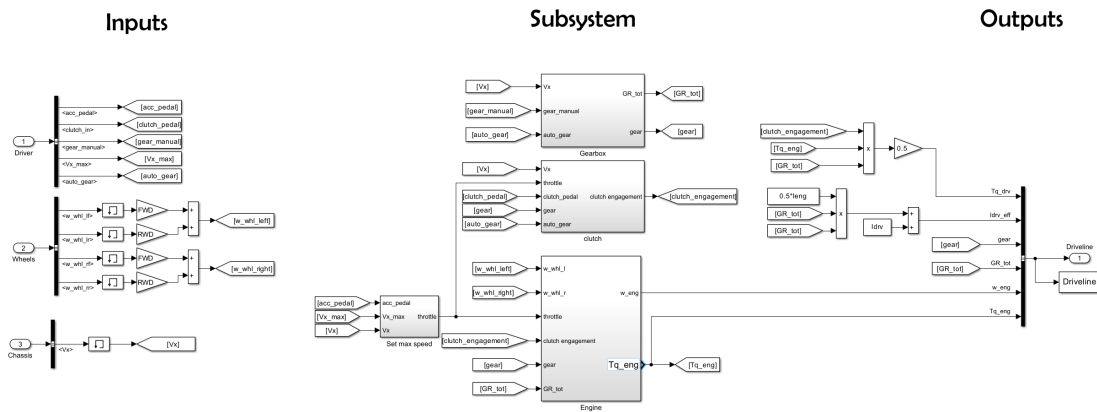 Inputs
Subsystem
Outputs
1
Driver
<acc_pedal>
[acc_pedal]
<clutch_in>
[clutch_pedal]
<gear_manual>
[gear_manual]
<Vx_max>
[Vx_max]
<auto_gear>
[auto_gear]
2
Wheels
<w_whl_lf>
FWD
<w_whl_lr>
RWD
+
+
[w_whl_left]
<w_whl_rf>
FWD
<w_whl_rr>
RWD
+
+
[w_whl_right]
3
Chassis
<Vx>
[Vx]
[Vx]
[gear_manual]
[auto_gear]
Vx
gear_manual
auto_gear
GR_tot
gear
Gearbox
[GR_tot]
[gear]
[Vx]
[clutch_pedal]
[gear]
[auto_gear]
Vx
throttle
clutch_pedal
gear
auto_gear
clutch engagement
clutch
[clutch_engagement]
[acc_pedal]
[Vx_max]
[Vx]
acc_pedal
Vx_max
Vx
throttle
Set max speed
[w_whl_left]
[w_whl_right]
[clutch_engagement]
[gear]
[GR_tot]
w_whl_l
w_whl_r
throttle
clutch engagement
gear
GR_tot
w_eng
Tq_eng
Engine
[Tq_eng]
[clutch_engagement]
[Tq_eng]
[GR_tot]
x
0.5
0.5*Ieng
[GR_tot]
[GR_tot]
x
Idrv
+
+
[gear]
[GR_tot]
Tq_drv
Idrv_eff
gear
GR_tot
w_eng
Tq_eng
Driveline
1
Driveline